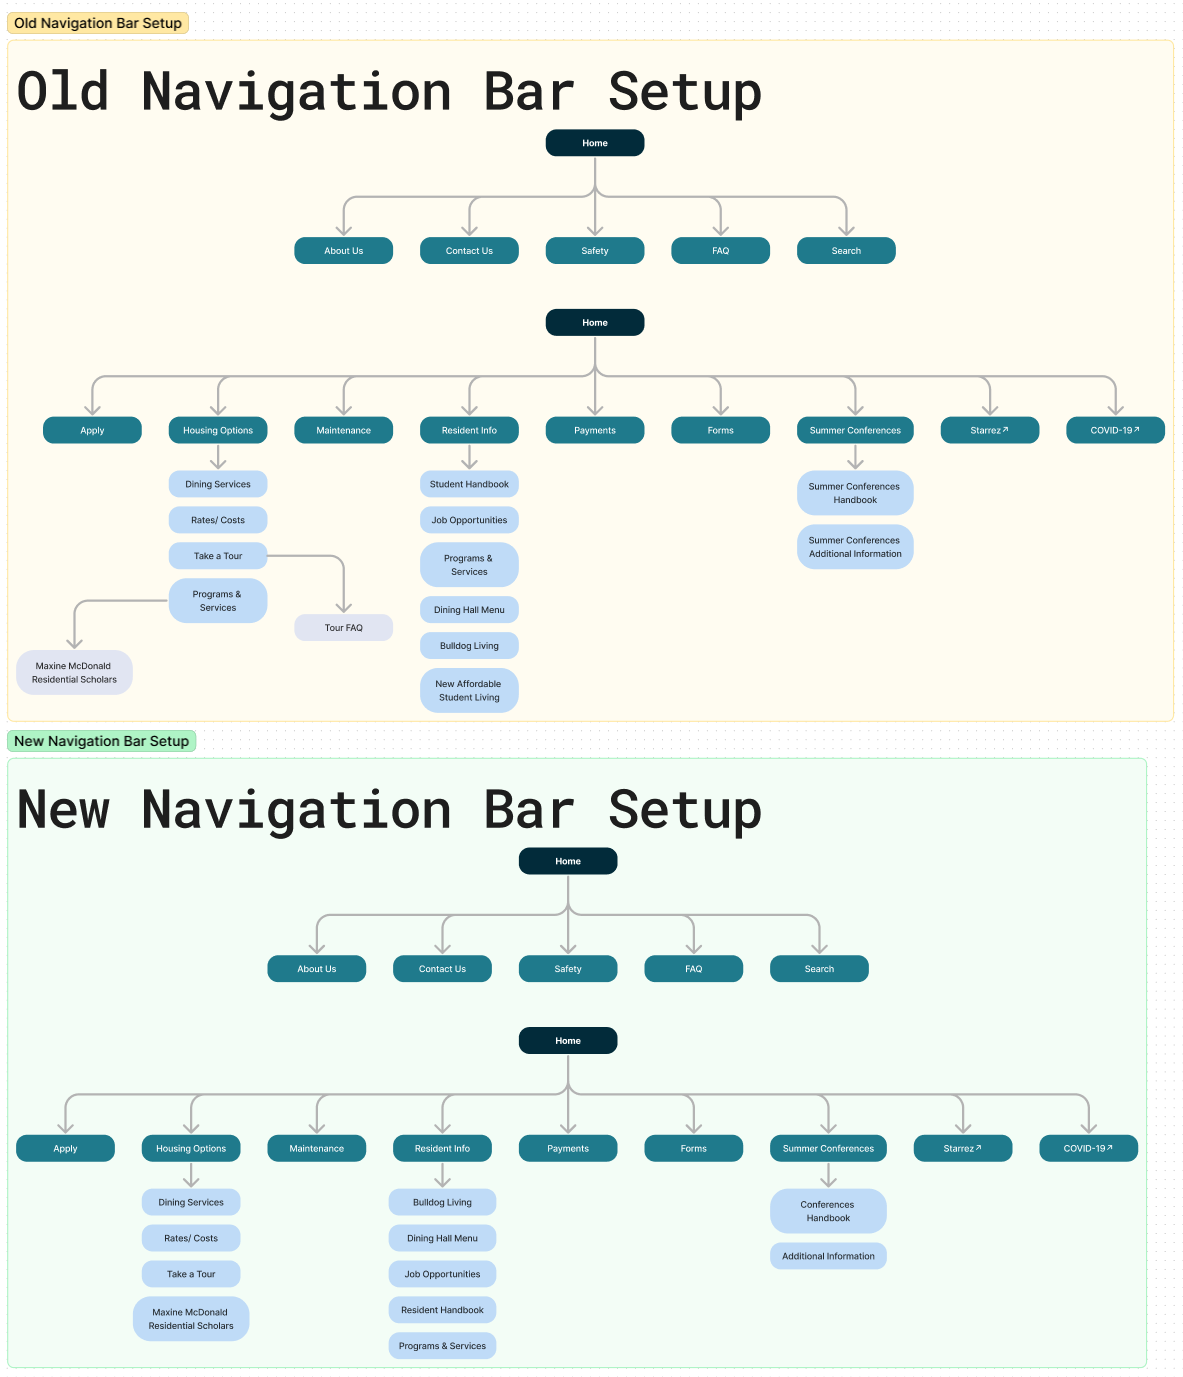 Old Navigation Bar Setup
Old Navigation Bar Setup
Home
About Us
Contact Us
Safety
FAQ
Search
Home
Apply
Housing Options
Maintenance
Resident Info
Payments
Forms
Summer Conferences
Starrez↗
COVID-19↗
Dining Services
Rates/ Costs
Take a Tour
Programs &
Services
Tour FAQ
Maxine McDonald
Residential Scholars
Student Handbook
Job Opportunities
Programs &
Services
Dining Hall Menu
Bulldog Living
New Affordable
Student Living
Summer Conferences
Handbook
Summer Conferences
Additional Information
New Navigation Bar Setup
New Navigation Bar Setup
Home
About Us
Contact Us
Safety
FAQ
Search
Home
Apply
Housing Options
Maintenance
Resident Info
Payments
Forms
Summer Conferences
Starrez↗
COVID-19↗
Dining Services
Rates/ Costs
Take a Tour
Maxine McDonald
Residential Scholars
Bulldog Living
Dining Hall Menu
Job Opportunities
Resident Handbook
Programs & Services
Conferences
Handbook
Additional Information